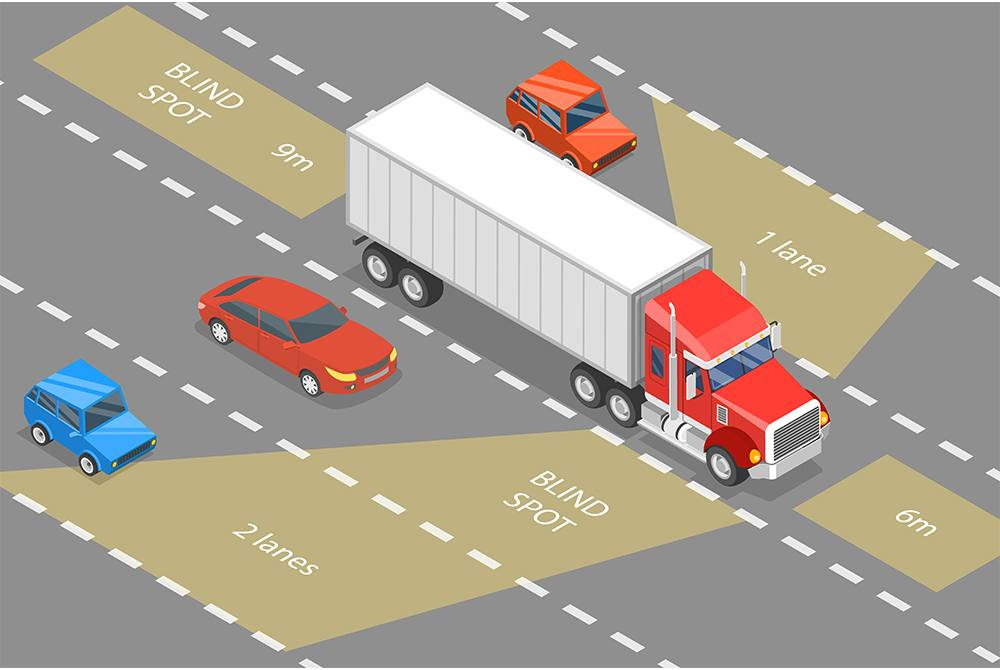 BLIND
SPOT
9m
1 lane
BLIND
SPOT
2 lanes
6m